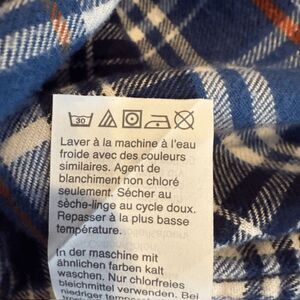 30
Laver à la machine à l'eau
froide avec des couleurs
similaires. Agent de
blanchiment non chloré
seulement. Sécher au
sèche-linge au cycle doux.
Repasser à la plus basse
température.
In der maschine mit
ähnlichen farben kalt
waschen. Nur chlorfreies
bleichmittel verwenden. Bei
niedriger temperatur